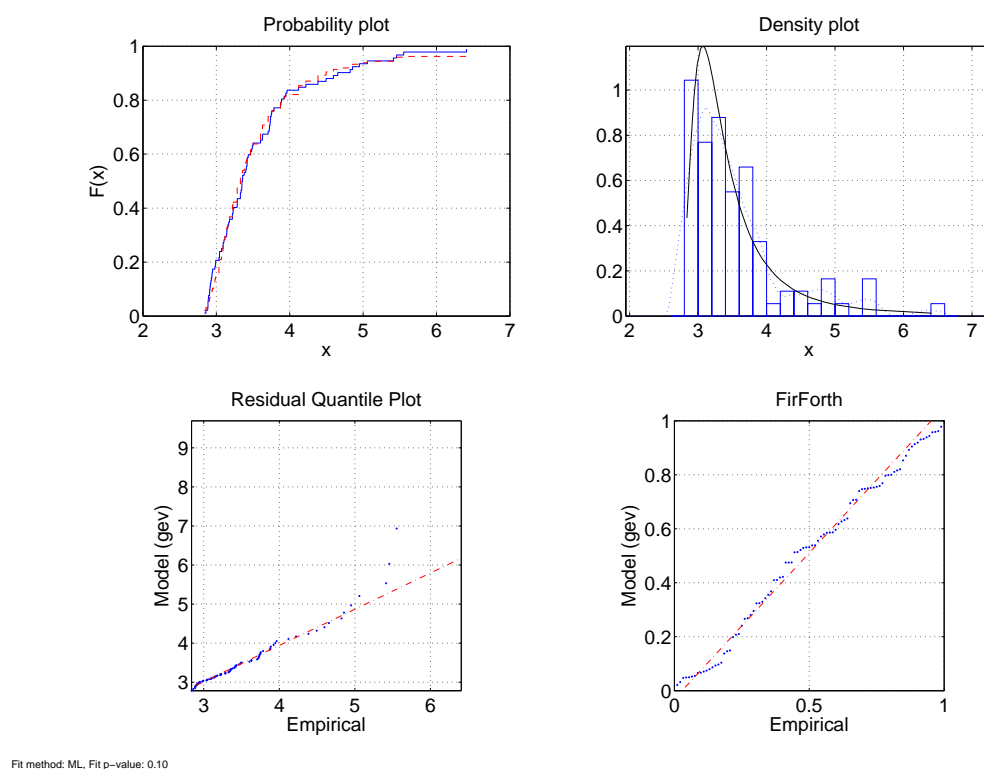 Probability plot
1
0.8
0.6
0.4
0.2
0
F(x)
2 3 4 5 6 7
x
Density plot
1
0.8
0.6
0.4
0.2
0
2 3 4 5 6 7
x
Residual Quantile Plot
9
8
7
6
5
4
3
Model (gev)
3 4 5 6
Empirical
FirForth
1
0.8
0.6
0.4
0.2
0
Model (gev)
0 0.5 1
Empirical
Fit method: ML, Fit p−value: 0.10